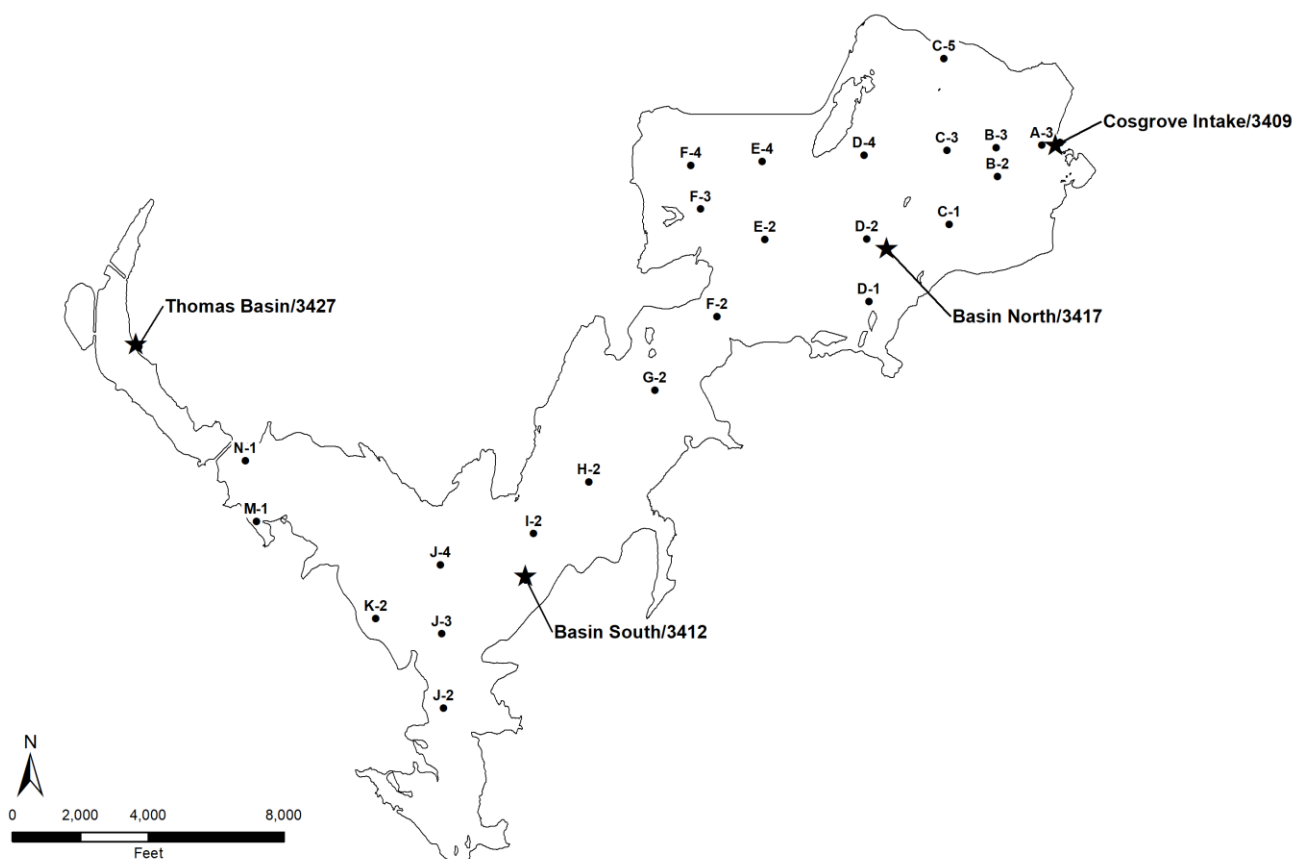 C-5
Cosgrove Intake/3409
A-3
B-3
C-3
D-4
E-4
F-4
B-2
F-3
C-1
E-2
D-2
D-1
Thomas Basin/3427
F-2
Basin North/3417
G-2
N-1
H-2
M-1
I-2
J-4
K-2
J-3
Basin South/3412
J-2
N
0 2,000 4,000 8,000
Feet